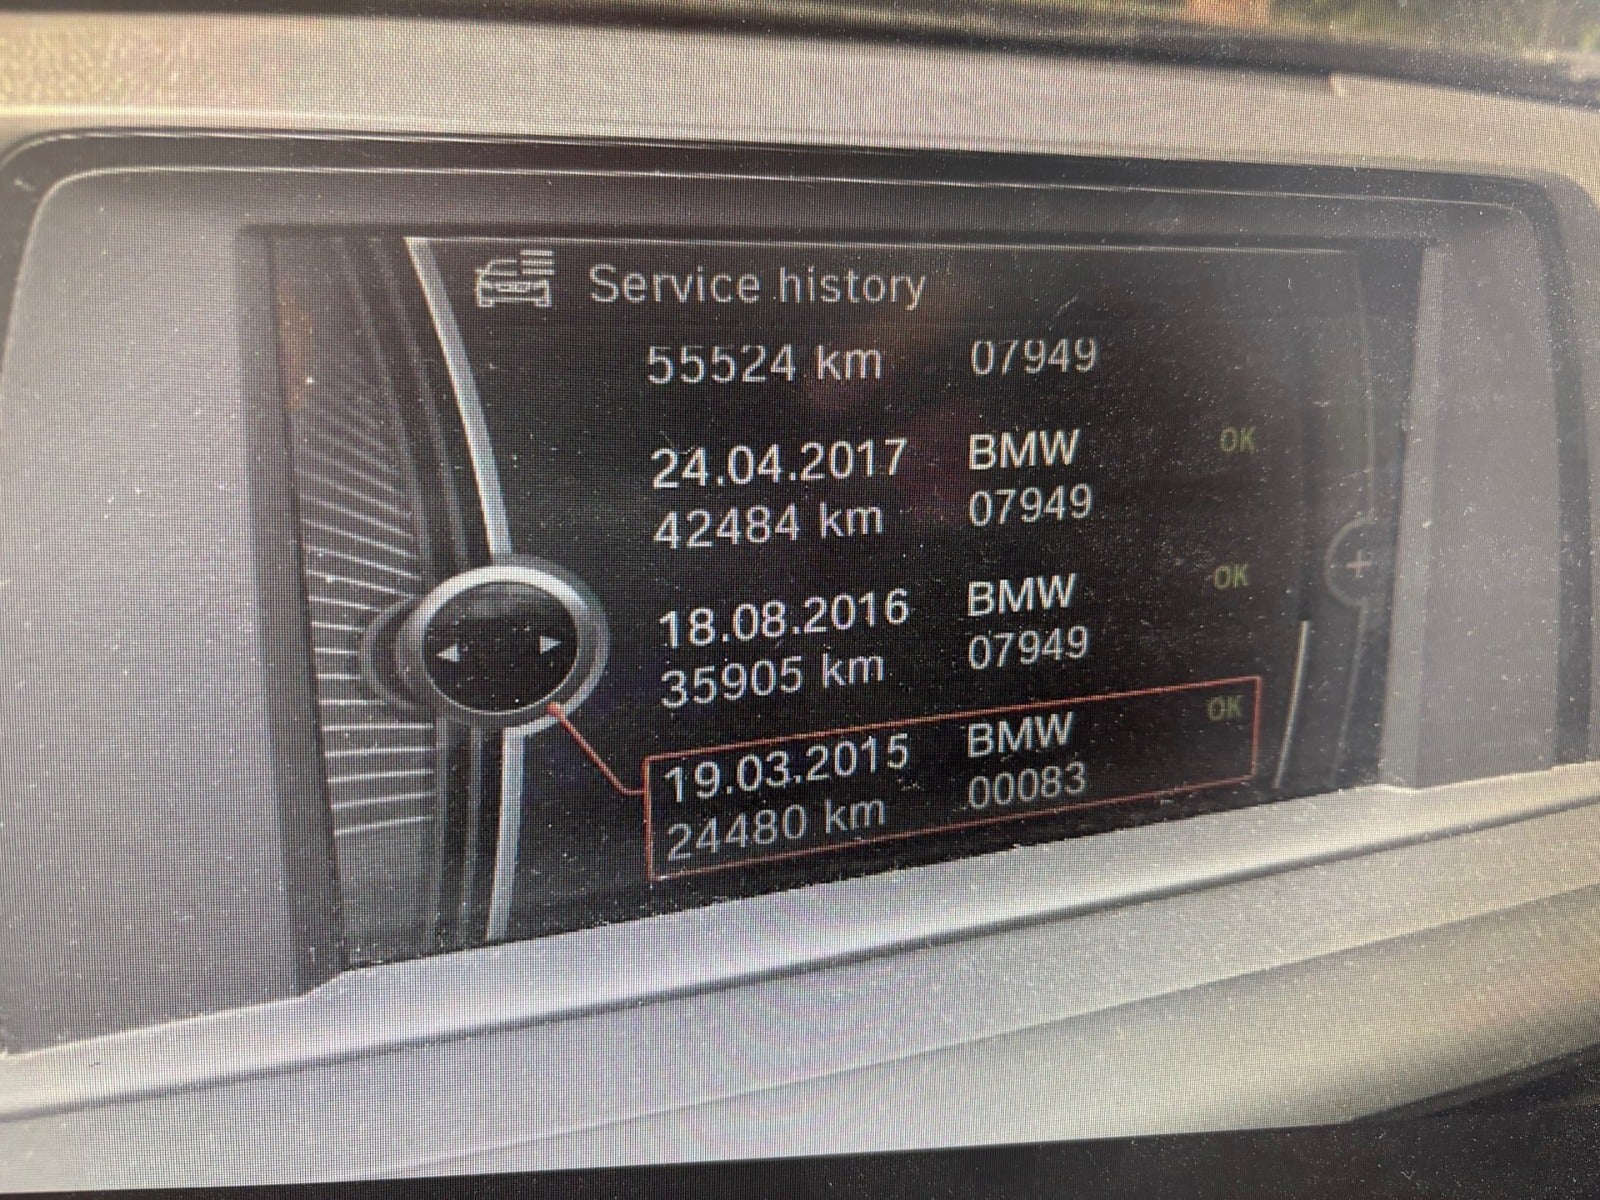 Service history
55524 km 07949
24.04.2017 BMW OK
42484 km 07949
18.08.2016 BMW OK
35905 km 07949
19.03.2015 BMW OK
24480 km 00083